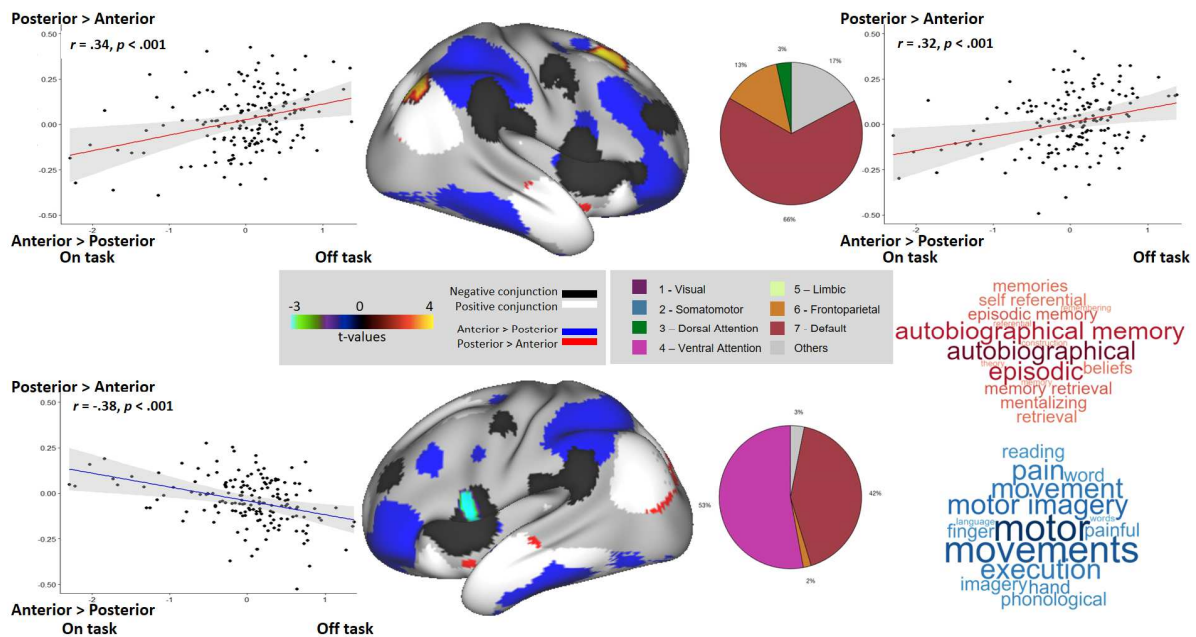 Posterior > Anterior
r = .34, p < .001
0.50
0.25
0.00
-0.25
-0.50
-2
-1
0
1
Anterior > Posterior
On task
Off task
3%
13%
17%
66%
Posterior > Anterior
r = .32, p < .001
0.50
0.25
0.00
-0.25
-0.50
-2
-1
0
1
Anterior > Posterior
On task
Off task
-3
0
4
t-values
Negative conjunction
Positive conjunction
Anterior > Posterior
Posterior > Anterior
1 - Visual
2 - Somatomotor
3 – Dorsal Attention
4 – Ventral Attention
5 – Limbic
6 – Frontoparietal
7 - Default
Others
memories
self referential
remembering
episodic memory
referential
autobiographical memory
construction
autobiographical
theory
episodic
beliefs
memory
memory retrieval
mentalizing
retrieval
Posterior > Anterior
r = -.38, p < .001
0.50
0.25
0.00
-0.25
-0.50
-2
-1
0
1
Anterior > Posterior
On task
Off task
3%
53%
42%
2%
reading
pain
word
movement
motor imagery
language
words
finger
motor
painful
movements
execution
imagery
hand
phonological